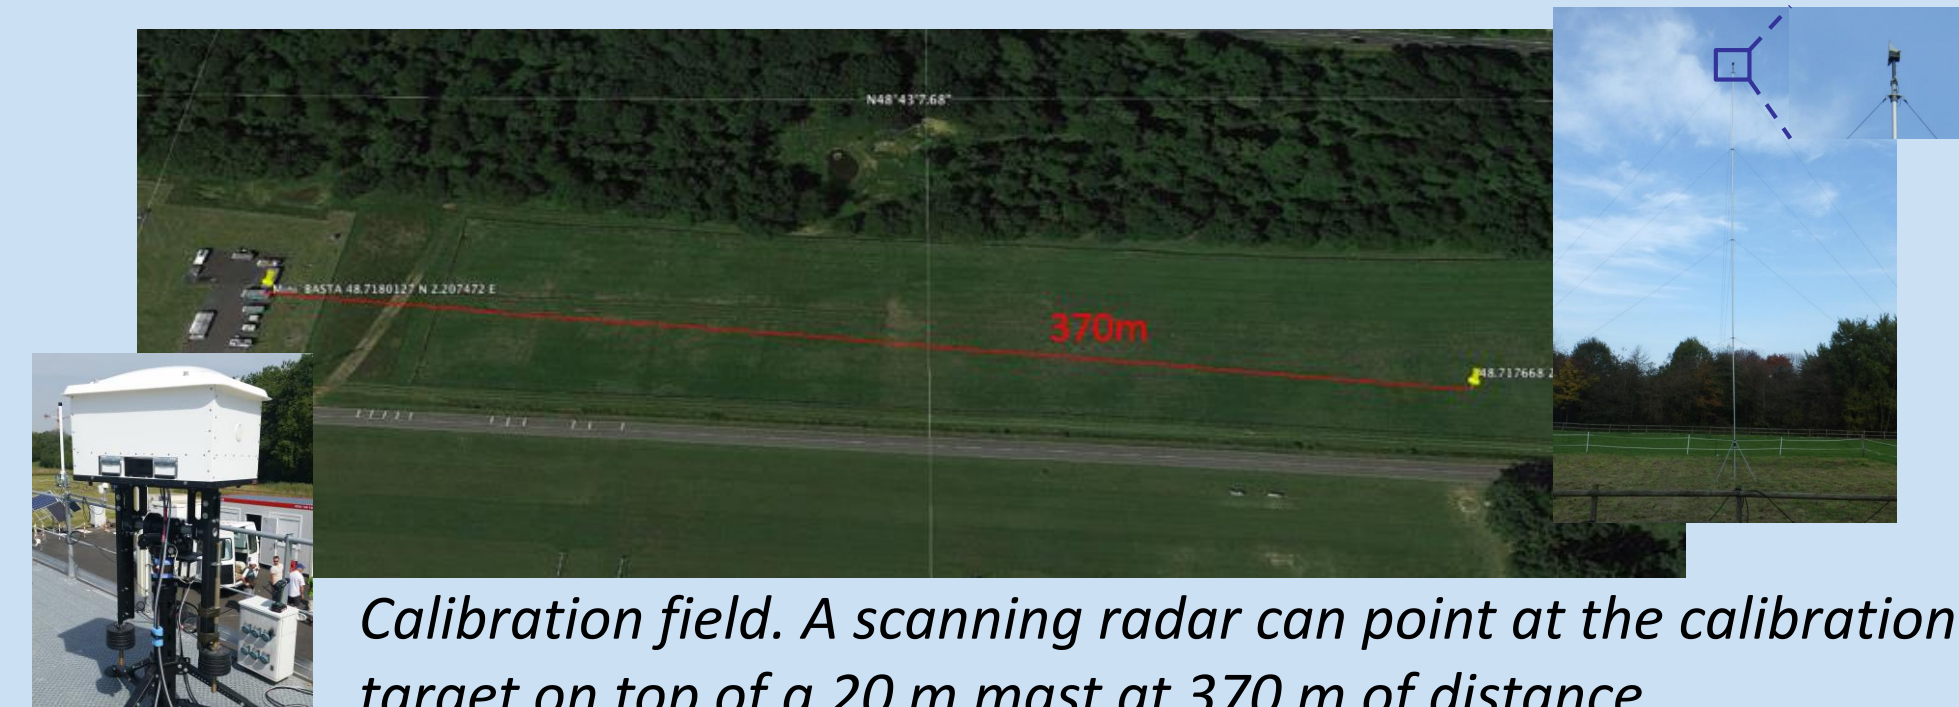 N48°43'7.68"
BASTA 48.7180127 N 2.207472 E
370m
48.717668 2
Calibration field. A scanning radar can point at the calibration
target on top of a 20 m mast at 370 m of distance